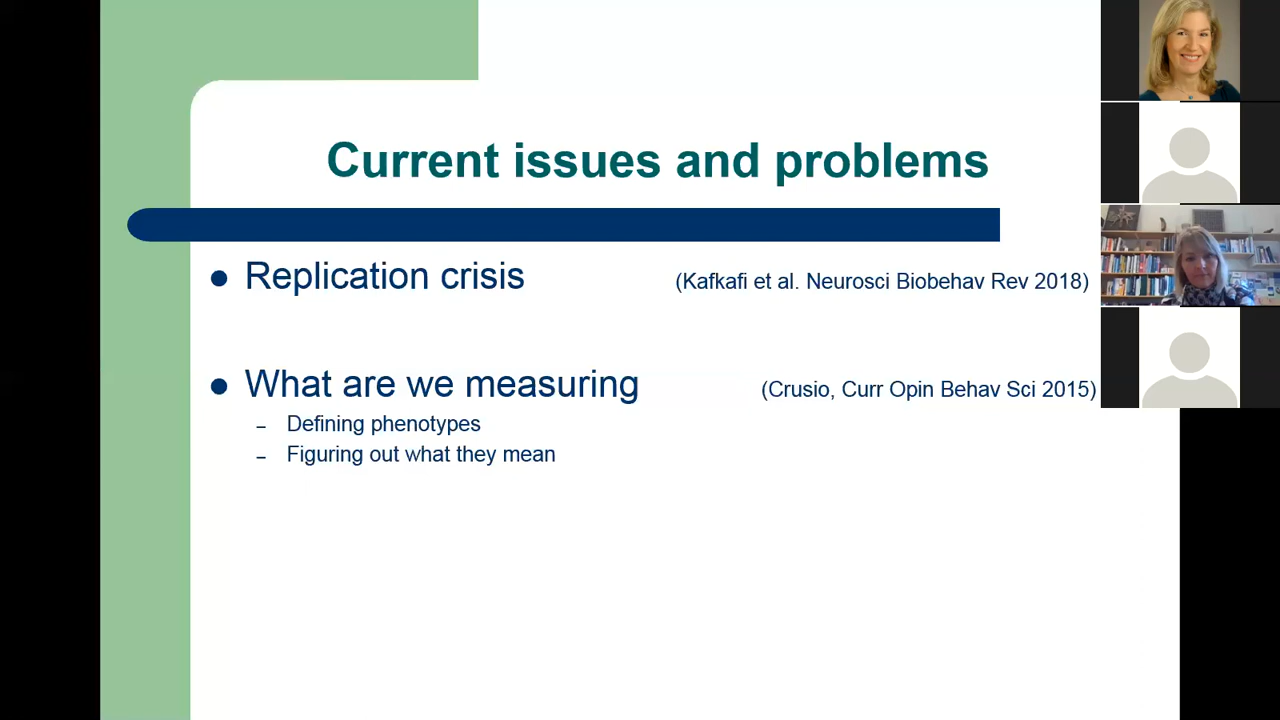 Current issues and problems
● Replication crisis (Kafkafi et al. Neurosci Biobehav Rev 2018)
● What are we measuring (Crusio, Curr Opin Behav Sci 2015)
– Defining phenotypes
– Figuring out what they mean